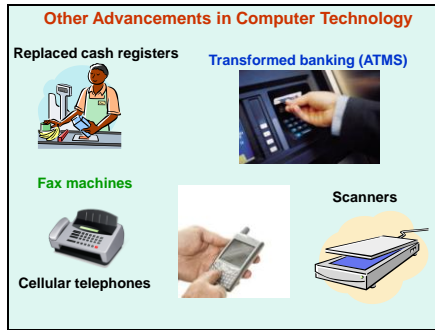 Other Advancements in Computer Technology
Replaced cash registers
Transformed banking (ATMS)
Fax machines
Scanners
Cellular telephones